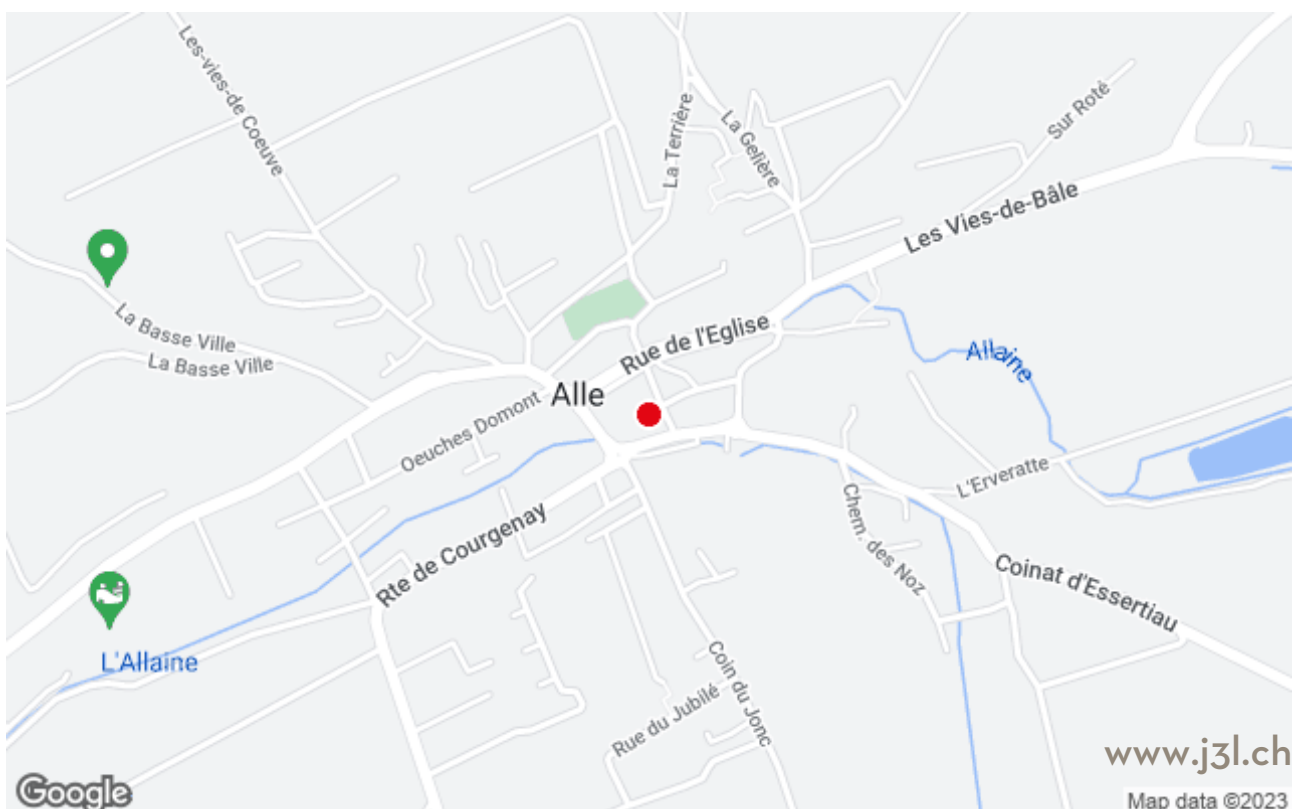 Les-vies-de Coeuve
La Terrière
La Gelière
Sur Roté
Les Vies-de-Bâle
La Basse Ville
La Basse Ville
Rue de l'Eglise
Allaine
Alle
Oeuches Domont
L'Erveratte
Rte de Courgenay
Chem. des Noz
Coinat d'Essertiau
L'Allaine
Coin du Jonc
Rue du Jubilé
www.j3l.ch
Google
Map data ©2023